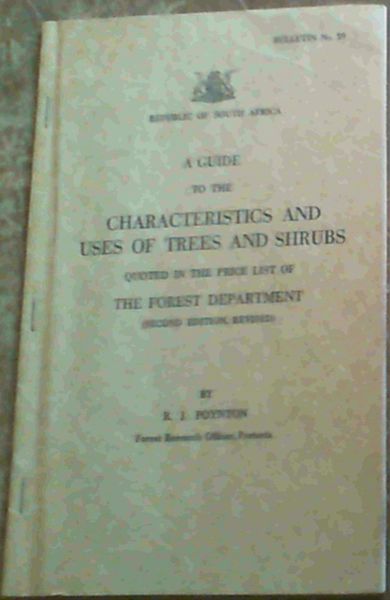 BULLETIN No. 39
REPUBLIC OF SOUTH AFRICA
A GUIDE
TO THE
CHARACTERISTICS AND
USES OF TREES AND SHRUBS
QUOTED IN THE PRICE LIST OF
THE FOREST DEPARTMENT
(SECOND EDITION, REVISED)
BY
R. J. POYNTON
Forest Research Officer, Pretoria